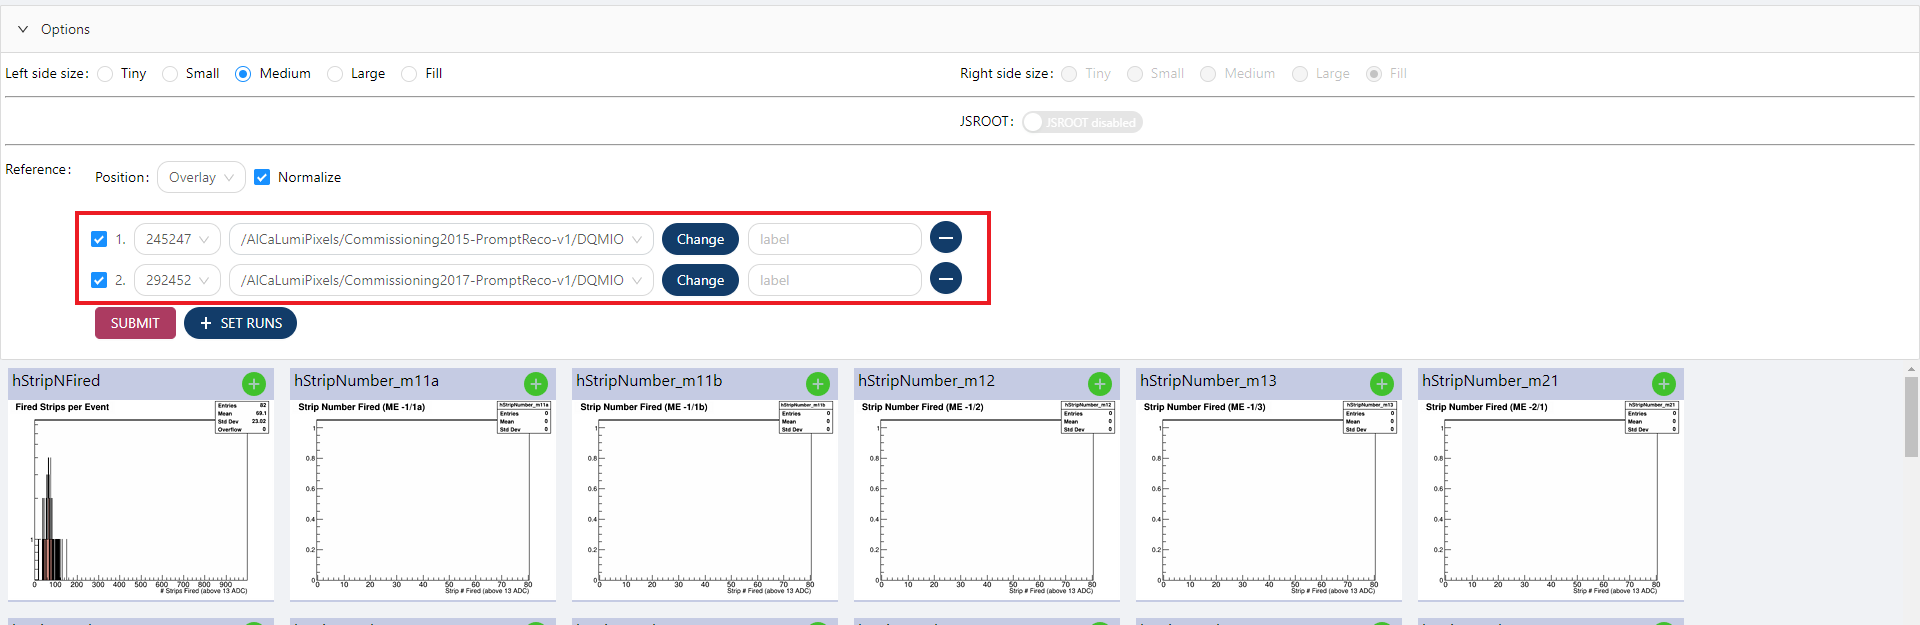 Options
Left side size: Tiny Small Medium Large Fill
Right side size: Tiny Small Medium Large Fill
JSROOT: JSROOT disabled
Reference: Position: Overlay Normalize
1. 245247 /AlCaLumiPixels/Commissioning2015-PromptReco-v1/DQMIO Change label
2. 292452 /AlCaLumiPixels/Commissioning2017-PromptReco-v1/DQMIO Change label
SUBMIT + SET RUNS
hStripNFired
Fired Strips per Event
Entries 82
Mean 69.1
Std Dev 23.02
Overflow 0
1
0 100 200 300 400 500 600 700 800 900
# Strips Fired (above 13 ADC)
hStripNumber_m11a
Strip Number Fired (ME -1/1a)
hStripNumber_m11a
Entries 0
Mean 0
Std Dev 0
1
0.8
0.6
0.4
0.2
0
0 10 20 30 40 50 60 70 80
Strip # Fired (above 13 ADC)
hStripNumber_m11b
Strip Number Fired (ME -1/1b)
hStripNumber_m11b
Entries 0
Mean 0
Std Dev 0
1
0.8
0.6
0.4
0.2
0
0 10 20 30 40 50 60 70 80
Strip # Fired (above 13 ADC)
hStripNumber_m12
Strip Number Fired (ME -1/2)
hStripNumber_m12
Entries 0
Mean 0
Std Dev 0
1
0.8
0.6
0.4
0.2
0
0 10 20 30 40 50 60 70 80
Strip # Fired (above 13 ADC)
hStripNumber_m13
Strip Number Fired (ME -1/3)
hStripNumber_m13
Entries 0
Mean 0
Std Dev 0
1
0.8
0.6
0.4
0.2
0
0 10 20 30 40 50 60 70 80
Strip # Fired (above 13 ADC)
hStripNumber_m21
Strip Number Fired (ME -2/1)
hStripNumber_m21
Entries 0
Mean 0
Std Dev 0
1
0.8
0.6
0.4
0.2
0
0 10 20 30 40 50 60 70 80
Strip # Fired (above 13 ADC)